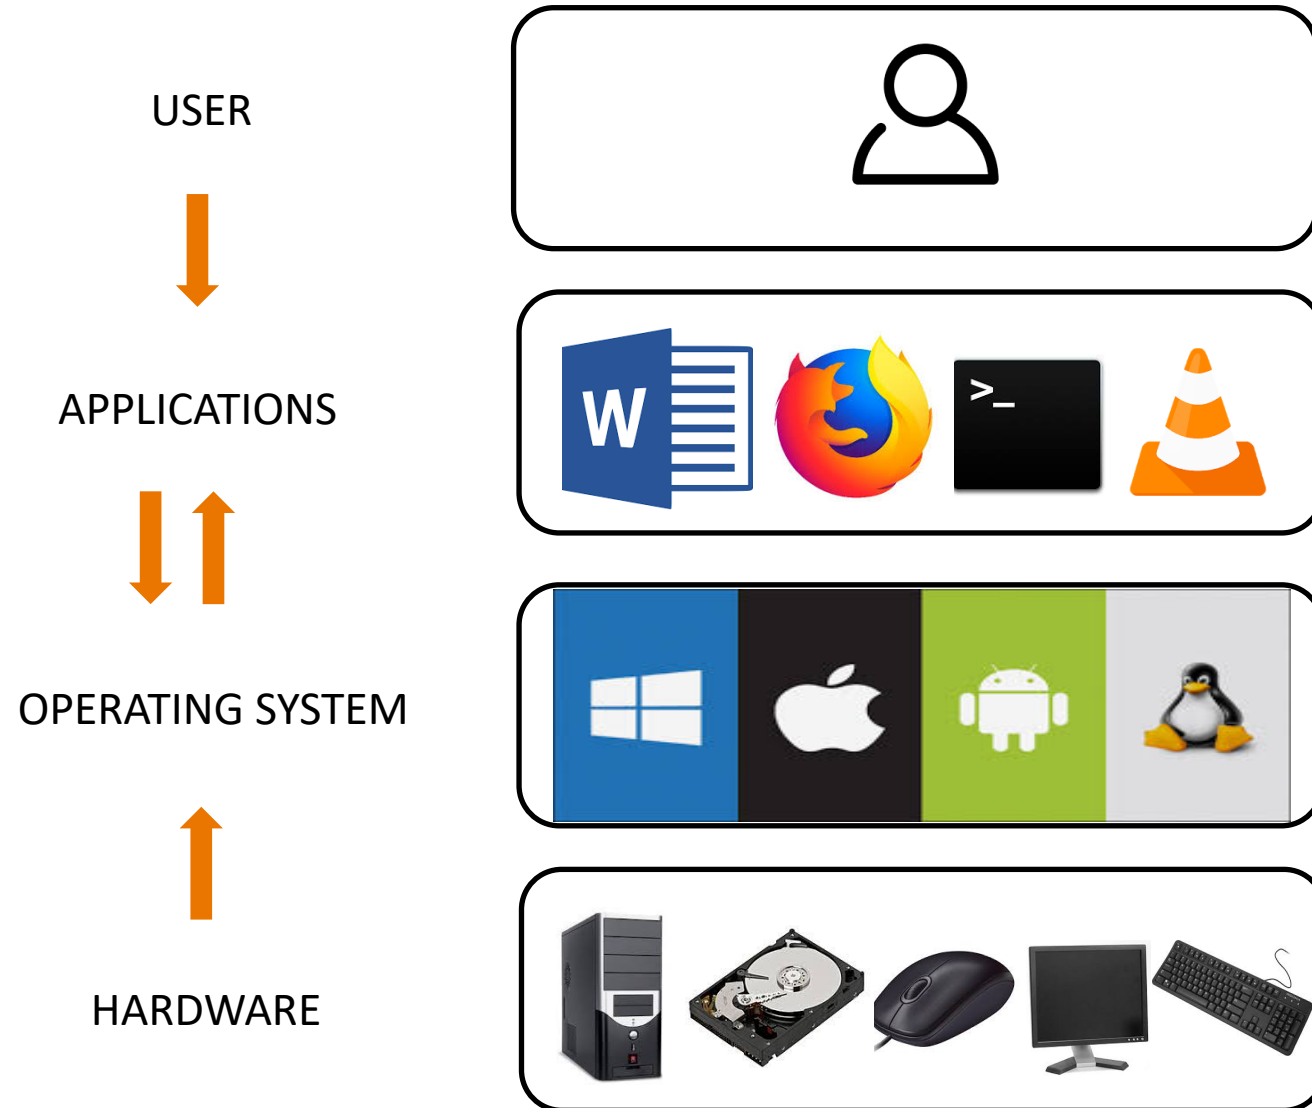 USER
APPLICATIONS
W
>_
OPERATING SYSTEM
HARDWARE